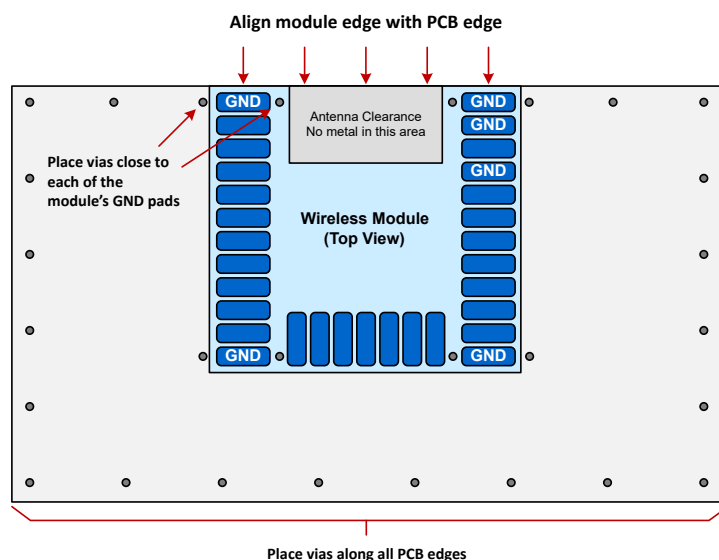 Align module edge with PCB edge
GND
GND
Antenna Clearance
No metal in this area
GND
Place vias close to
each of the
module's GND pads
GND
Wireless Module
(Top View)
GND
GND
Place vias along all PCB edges